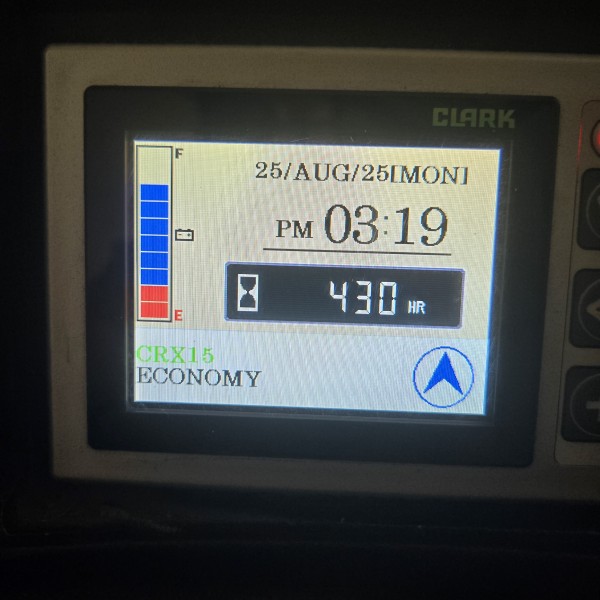 CLARK
F
25/AUG/25[MON]
PM 03:19
430 HR
E
CRX15
ECONOMY